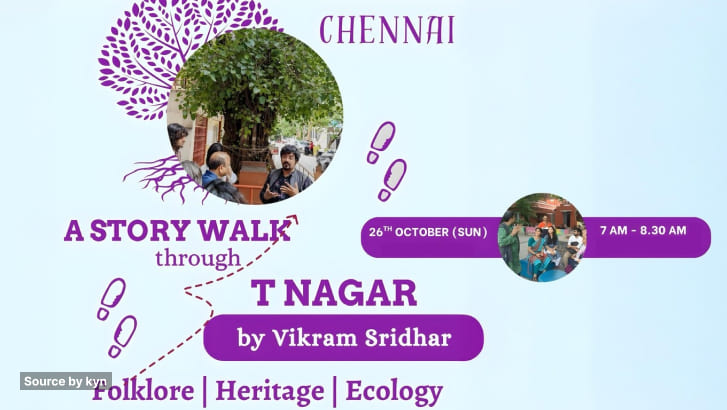 CHENNAI
A STORY WALK
through
T NAGAR
by Vikram Sridhar
26TH OCTOBER (SUN)
7 AM - 8.30 AM
Folklore | Heritage | Ecology
Source by kyn